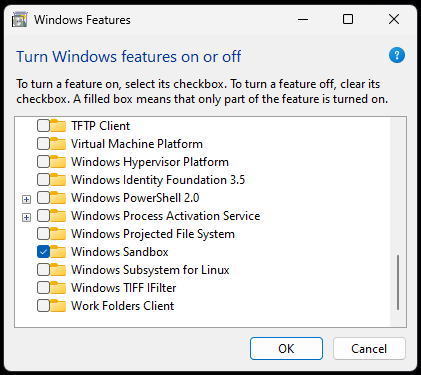 Windows Features
Turn Windows features on or off
?
To turn a feature on, select its checkbox. To turn a feature off, clear its
checkbox. A filled box means that only part of the feature is turned on.
TFTP Client
Virtual Machine Platform
Windows Hypervisor Platform
Windows Identity Foundation 3.5
Windows PowerShell 2.0
Windows Process Activation Service
Windows Projected File System
Windows Sandbox
Windows Subsystem for Linux
Windows TIFF IFilter
Work Folders Client
OK
Cancel